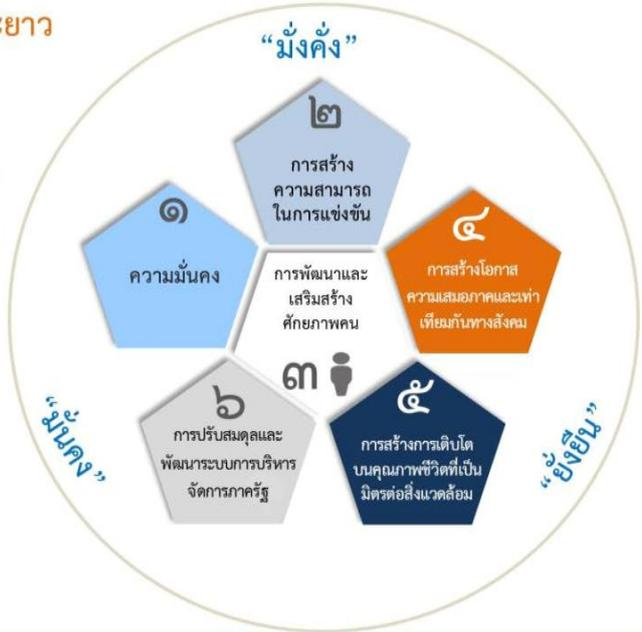 ะยาว
“มั่งคั่ง”
๒
การสร้าง
ความสามารถ
ในการแข่งขัน
๑
ความมั่นคง
๔
การสร้างโอกาส
ความเสมอภาคและเท่า
เทียมกันทางสังคม
การพัฒนาและ
เสริมสร้าง
ศักยภาพคน
๓
๖
การปรับสมดุลและ
พัฒนาระบบการบริหาร
จัดการภาครัฐ
๕
การสร้างการเติบโต
บนคุณภาพชีวิตที่เป็น
มิตรต่อสิ่งแวดล้อม
“มั่นคง”
“ยั่งยืน”